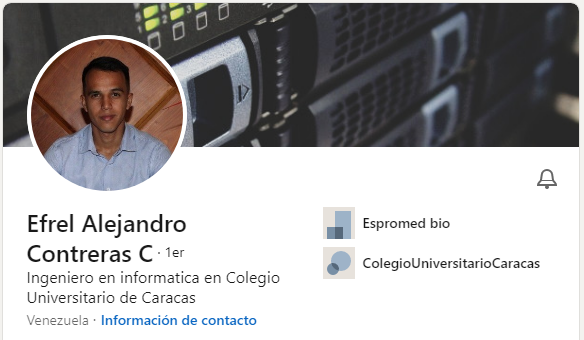 Efrel Alejandro
Contreras C · 1er
Ingeniero en informatica en Colegio
Universitario de Caracas
Venezuela · Información de contacto
Espromed bio
ColegioUniversitarioCaracas